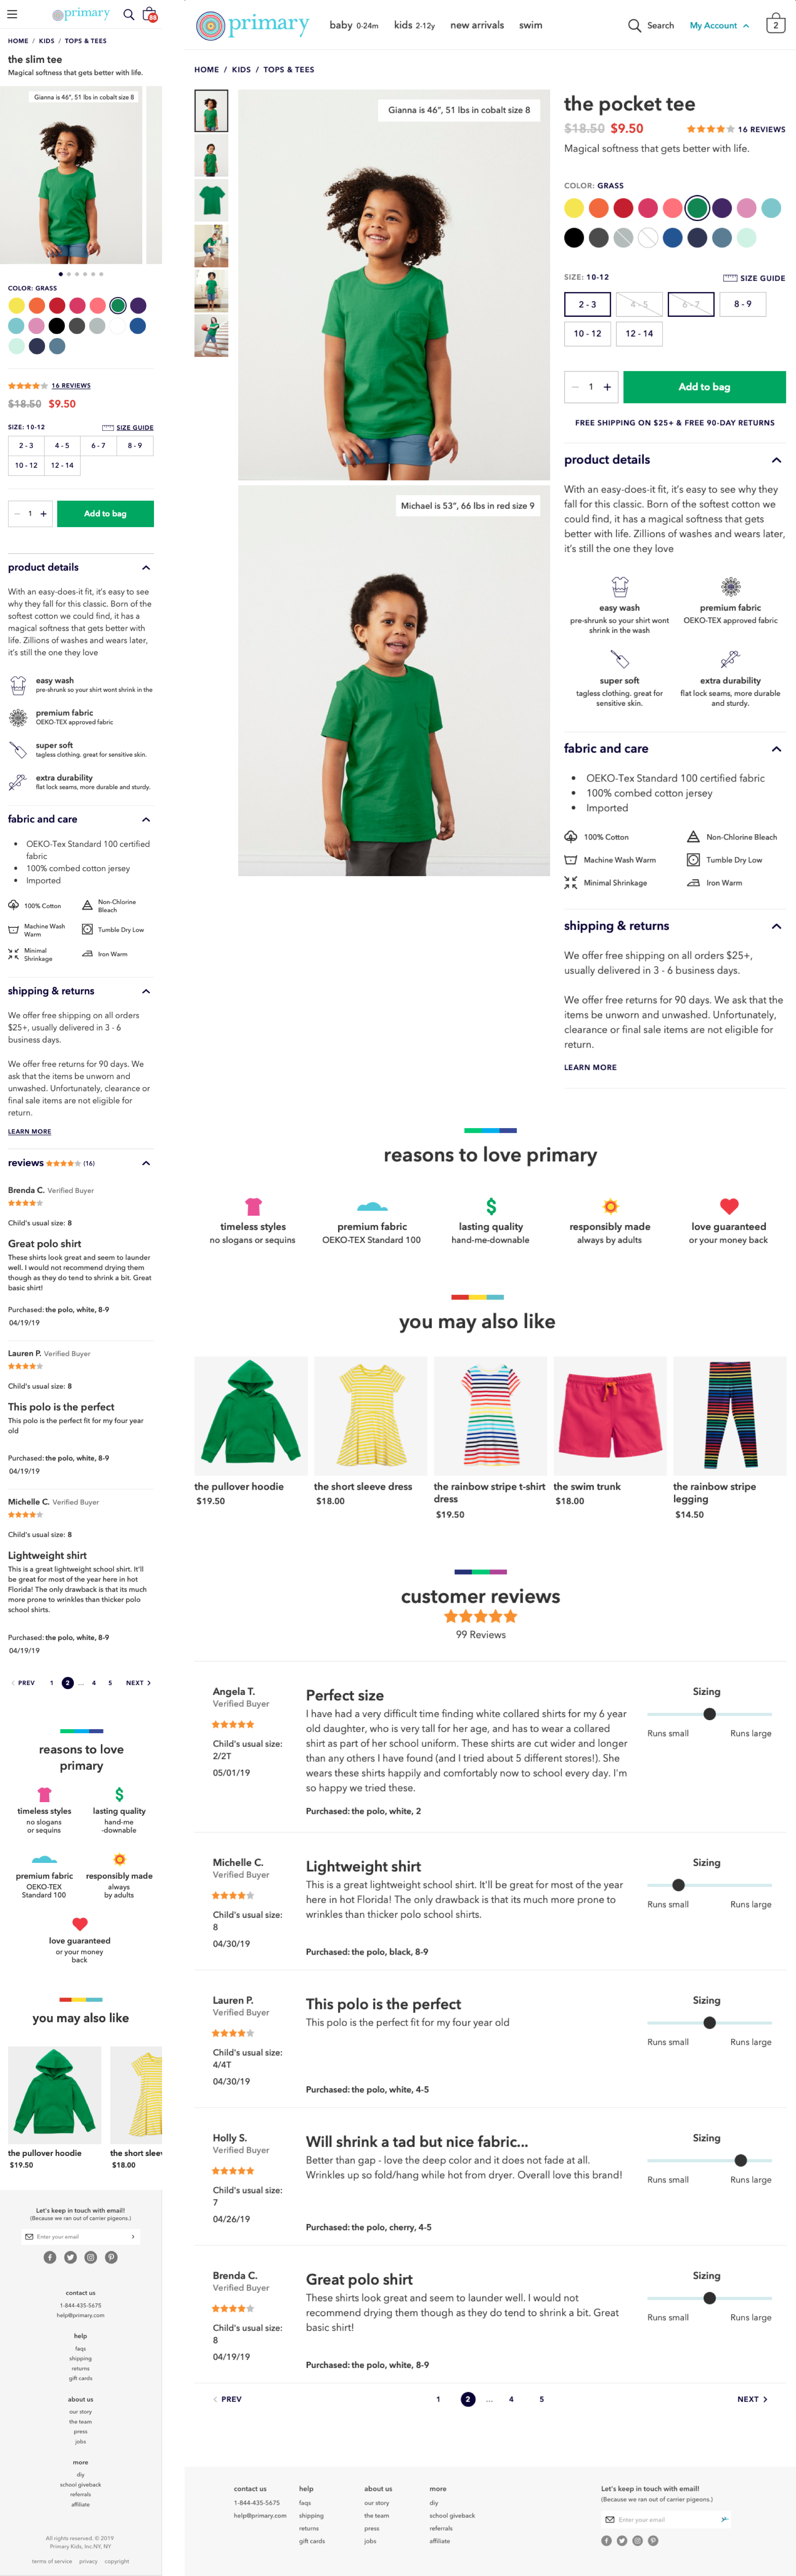 primary
88
HOME / KIDS / TOPS & TEES
the slim tee
Magical softness that gets better with life.
Gianna is 46", 51 lbs in cobalt size 8
COLOR: GRASS
16 REVIEWS
$18.50 $9.50
SIZE: 10-12 SIZE GUIDE
2 - 3 4 - 5 6 - 7 8 - 9
10 - 12 12 - 14
− 1 + Add to bag
product details
With an easy-does-it fit, it's easy to see
why they fall for this classic. Born of the
softest cotton we could find, it has a
magical softness that gets better with
life. Zillions of washes and wears later,
it's still the one they love
easy wash
pre-shrunk so your shirt wont shrink in the
premium fabric
OEKO-TEX approved fabric
super soft
tagless clothing. great for sensitive skin.
extra durability
flat lock seams, more durable and sturdy.
fabric and care
• OEKO-Tex Standard 100 certified
fabric
• 100% combed cotton jersey
• Imported
100% Cotton
Non-Chlorine
Bleach
Machine Wash
Warm
Tumble Dry Low
Minimal
Shrinkage
Iron Warm
shipping & returns
We offer free shipping on all orders
$25+, usually delivered in 3 - 6
business days.
We offer free returns for 90 days. We
ask that the items be unworn and
unwashed. Unfortunately, clearance or
final sale items are not eligible for
return.
LEARN MORE
reviews (16)
Brenda C. Verified Buyer
Child's usual size: 8
Great polo shirt
These shirts look great and seem to launder
well. I would not recommend drying them
though as they do tend to shrink a bit. Great
basic shirt!
Purchased: the polo, white, 8-9
04/19/19
Lauren P. Verified Buyer
Child's usual size: 8
This polo is the perfect
This polo is the perfect fit for my four year
old
Purchased: the polo, white, 8-9
04/19/19
Michelle C. Verified Buyer
Child's usual size: 8
Lightweight shirt
This is a great lightweight school shirt. It'll
be great for most of the year here in hot
Florida! The only drawback is that its much
more prone to wrinkles than thicker polo
school shirts.
Purchased: the polo, white, 8-9
04/19/19
PREV 1 2 ... 4 5 NEXT
reasons to love
primary
timeless styles
no slogans
or sequins
lasting quality
hand-me
-downable
premium fabric
OEKO-TEX
Standard 100
responsibly made
always
by adults
love guaranteed
or your money
back
you may also like
the pullover hoodie the short sleev
$19.50 $18.00
Let's keep in touch with email!
(Because we ran out of carrier pigeons.)
Enter your email
contact us
1-844-435-5675
help@primary.com
help
faqs
shipping
returns
gift cards
about us
our story
the team
press
jobs
more
diy
school giveback
referrals
affiliate
All rights reserved. © 2019
Primary Kids, Inc.NY, NY
terms of service privacy copyright
primary baby 0-24m kids 2-12y new arrivals swim Search My Account 2
HOME / KIDS / TOPS & TEES
Gianna is 46", 51 lbs in cobalt size 8
Michael is 53", 66 lbs in red size 9
the pocket tee
$18.50 $9.50 16 REVIEWS
Magical softness that gets better with life.
COLOR: GRASS
SIZE: 10-12 SIZE GUIDE
2 - 3 4 - 5 6 - 7 8 - 9
10 - 12 12 - 14
− 1 + Add to bag
FREE SHIPPING ON $25+ & FREE 90-DAY RETURNS
product details
With an easy-does-it fit, it's easy to see why they
fall for this classic. Born of the softest cotton we
could find, it has a magical softness that gets
better with life. Zillions of washes and wears later,
it's still the one they love
easy wash
pre-shrunk so your shirt wont
shrink in the wash
premium fabric
OEKO-TEX approved fabric
super soft
tagless clothing. great for
sensitive skin.
extra durability
flat lock seams, more durable
and sturdy.
fabric and care
• OEKO-Tex Standard 100 certified fabric
• 100% combed cotton jersey
• Imported
100% Cotton Non-Chlorine Bleach
Machine Wash Warm Tumble Dry Low
Minimal Shrinkage Iron Warm
shipping & returns
We offer free shipping on all orders $25+,
usually delivered in 3 - 6 business days.
We offer free returns for 90 days. We ask that the
items be unworn and unwashed. Unfortunately,
clearance or final sale items are not eligible for
return.
LEARN MORE
reasons to love primary
timeless styles premium fabric lasting quality responsibly made love guaranteed
no slogans or sequins OEKO-TEX Standard 100 hand-me-downable always by adults or your money back
you may also like
the pullover hoodie
$19.50
the short sleeve dress
$18.00
the rainbow stripe t-shirt
dress
$19.50
the swim trunk
$18.00
the rainbow stripe
legging
$14.50
customer reviews
99 Reviews
Angela T.
Verified Buyer
Child's usual size:
2/2T
05/01/19
Perfect size
I have had a very difficult time finding white collared shirts for my 6 year
old daughter, who is very tall for her age, and has to wear a collared
shirt as part of her school uniform. These shirts are cut wider and longer
than any others I have found (and I tried about 5 different stores!). She
wears these shirts happily and comfortably now to school every day. I'm
so happy we tried these.
Purchased: the polo, white, 2
Sizing
Runs small Runs large
Michelle C.
Verified Buyer
Child's usual size:
8
04/30/19
Lightweight shirt
This is a great lightweight school shirt. It'll be great for most of the year
here in hot Florida! The only drawback is that its much more prone to
wrinkles than thicker polo school shirts.
Purchased: the polo, black, 8-9
Sizing
Runs small Runs large
Lauren P.
Verified Buyer
Child's usual size:
4/4T
04/30/19
This polo is the perfect
This polo is the perfect fit for my four year old
Purchased: the polo, white, 4-5
Sizing
Runs small Runs large
Holly S.
Verified Buyer
Child's usual size:
7
04/26/19
Will shrink a tad but nice fabric...
Better than gap - love the deep color and it does not fade at all.
Wrinkles up so fold/hang while hot from dryer. Overall love this brand!
Purchased: the polo, cherry, 4-5
Sizing
Runs small Runs large
Brenda C.
Verified Buyer
Child's usual size:
8
04/19/19
Great polo shirt
These shirts look great and seem to launder well. I would not
recommend drying them though as they do tend to shrink a bit. Great
basic shirt!
Purchased: the polo, white, 8-9
Sizing
Runs small Runs large
PREV 1 2 ... 4 5 NEXT
contact us
1-844-435-5675
help@primary.com
help
faqs
shipping
returns
gift cards
about us
our story
the team
press
jobs
more
diy
school giveback
referrals
affiliate
Let's keep in touch with email!
(Because we ran out of carrier pigeons.)
Enter your email